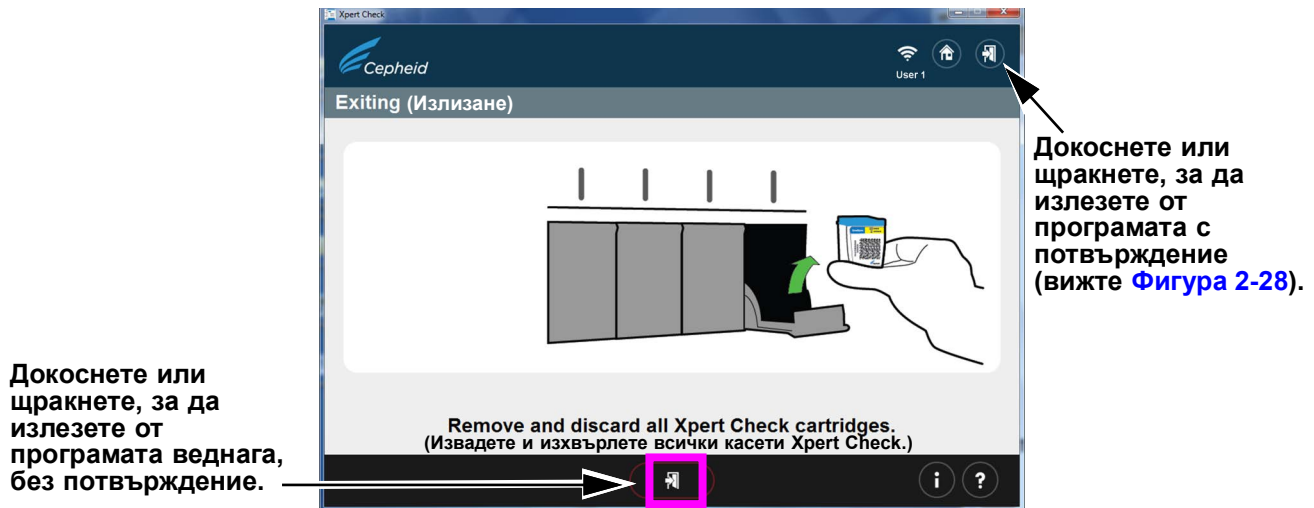 Xpert Check
Cepheid
User 1
Exiting (Излизане)
Докоснете или
щракнете, за да
излезете от
програмата с
потвърждение
(вижте Фигура 2-28).
Докоснете или
щракнете, за да
излезете от
програмата веднага,
без потвърждение.
Remove and discard all Xpert Check cartridges.
(Извадете и изхвърлете всички касети Xpert Check.)
i ?